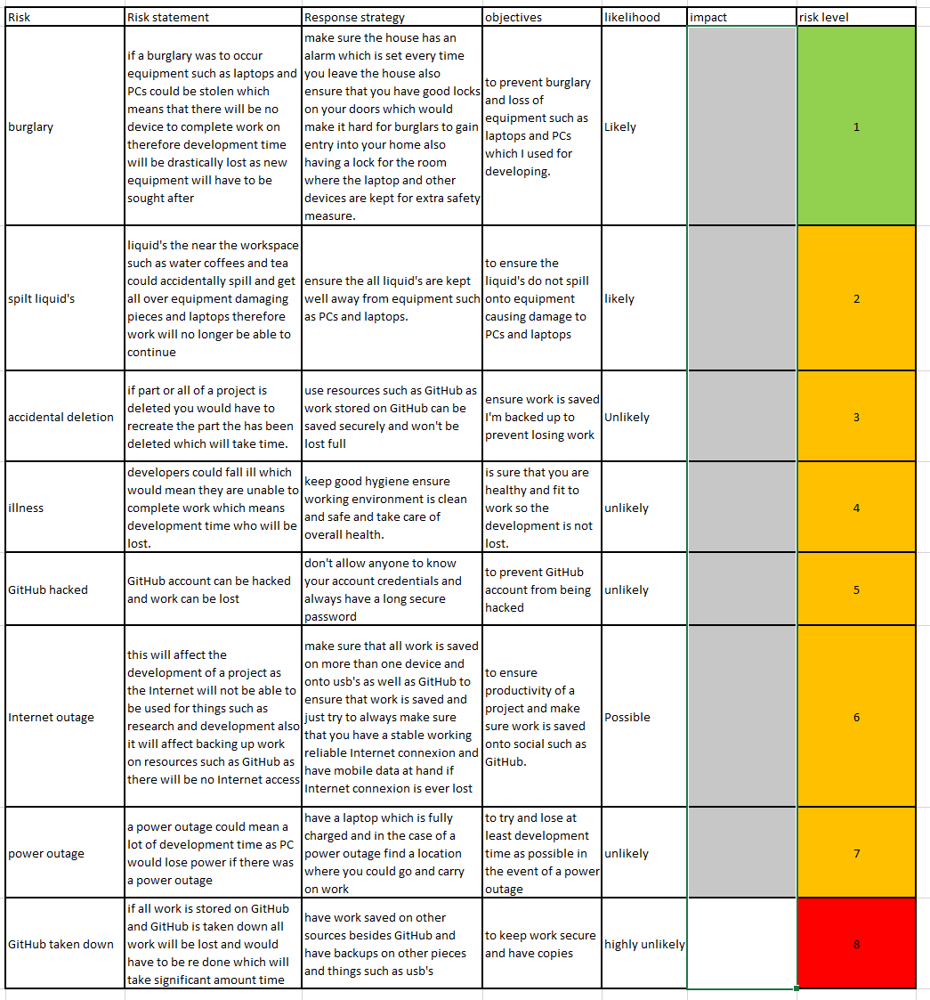 Risk
Risk statement
Response strategy
objectives
likelihood
impact
risk level
burglary
if a burglary was to occur
equipment such as laptops and
PCs could be stolen which
means that there will be no
device to complete work on
therefore development time
will be drastically lost as new
equipment will have to be
sought after
make sure the house has an
alarm which is set every time
you leave the house also
ensure that you have good locks
on your doors which would
make it hard for burglars to gain
entry into your home also
having a lock for the room
where the laptop and other
devices are kept for extra safety
measure.
to prevent burglary
and loss of
equipment such as
laptops and PCs
which I used for
developing.
Likely
1
spilt liquid's
liquid's the near the workspace
such as water coffees and tea
could accidentally spill and get
all over equipment damaging
pieces and laptops therefore
work will no longer be able to
continue
ensure the all liquid's are kept
well away from equipment such
as PCs and laptops.
to ensure the
liquid's do not spill
onto equipment
causing damage to
PCs and laptops
likely
2
accidental deletion
if part or all of a project is
deleted you would have to
recreate the part the has been
deleted which will take time.
use resources such as GitHub as
work stored on GitHub can be
saved securely and won't be
lost full
ensure work is saved
I'm backed up to
prevent losing work
Unlikely
3
illness
developers could fall ill which
would mean they are unable to
complete work which means
development time who will be
lost.
keep good hygiene ensure
working environment is clean
and safe and take care of
overall health.
is sure that you are
healthy and fit to
work so the
development is not
lost.
unlikely
4
GitHub hacked
GitHub account can be hacked
and work can be lost
don't allow anyone to know
your account credentials and
always have a long secure
password
to prevent GitHub
account from being
hacked
unlikely
5
Internet outage
this will affect the
development of a project as
the Internet will not be able to
be used for things such as
research and development also
it will affect backing up work
on resources such as GitHub as
there will be no Internet access
make sure that all work is saved
on more than one device and
onto usb's as well as GitHub to
ensure that work is saved and
just try to always make sure
that you have a stable working
reliable Internet connexion and
have mobile data at hand if
Internet connexion is ever lost
to ensure
productivity of a
project and make
sure work is saved
onto social such as
GitHub.
Possible
6
power outage
a power outage could mean a
lot of development time as PC
would lose power if there was
a power outage
have a laptop which is fully
charged and in the case of a
power outage find a location
where you could go and carry
on work
to try and lose at
least development
time as possible in
the event of a power
outage
unlikely
7
GitHub taken down
if all work is stored on GitHub
and GitHub is taken down all
work will be lost and would
have to be re done which will
take significant amount time
have work saved on other
sources besides GitHub and
have backups on other pieces
and things such as usb's
to keep work secure
and have copies
highly unlikely
8